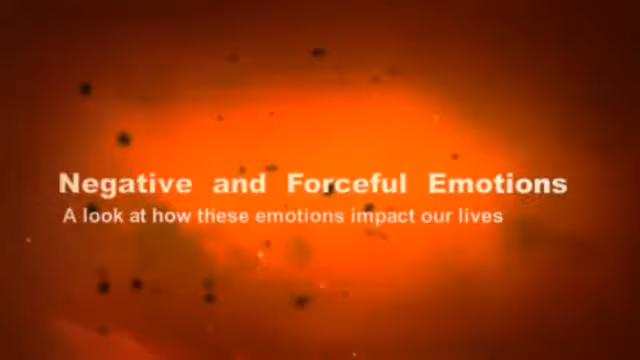 Negative and Forceful Emotions
A look at how these emotions impact our lives